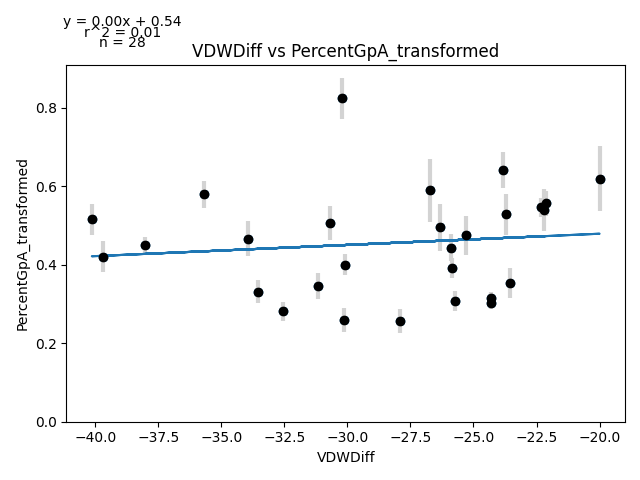 y = 0.00x + 0.54
r^2 = 0.01
n = 28
VDWDiff vs PercentGpA_transformed
PercentGpA_transformed
0.8
0.6
0.4
0.2
0.0
−40.0 −37.5 −35.0 −32.5 −30.0 −27.5 −25.0 −22.5 −20.0
VDWDiff